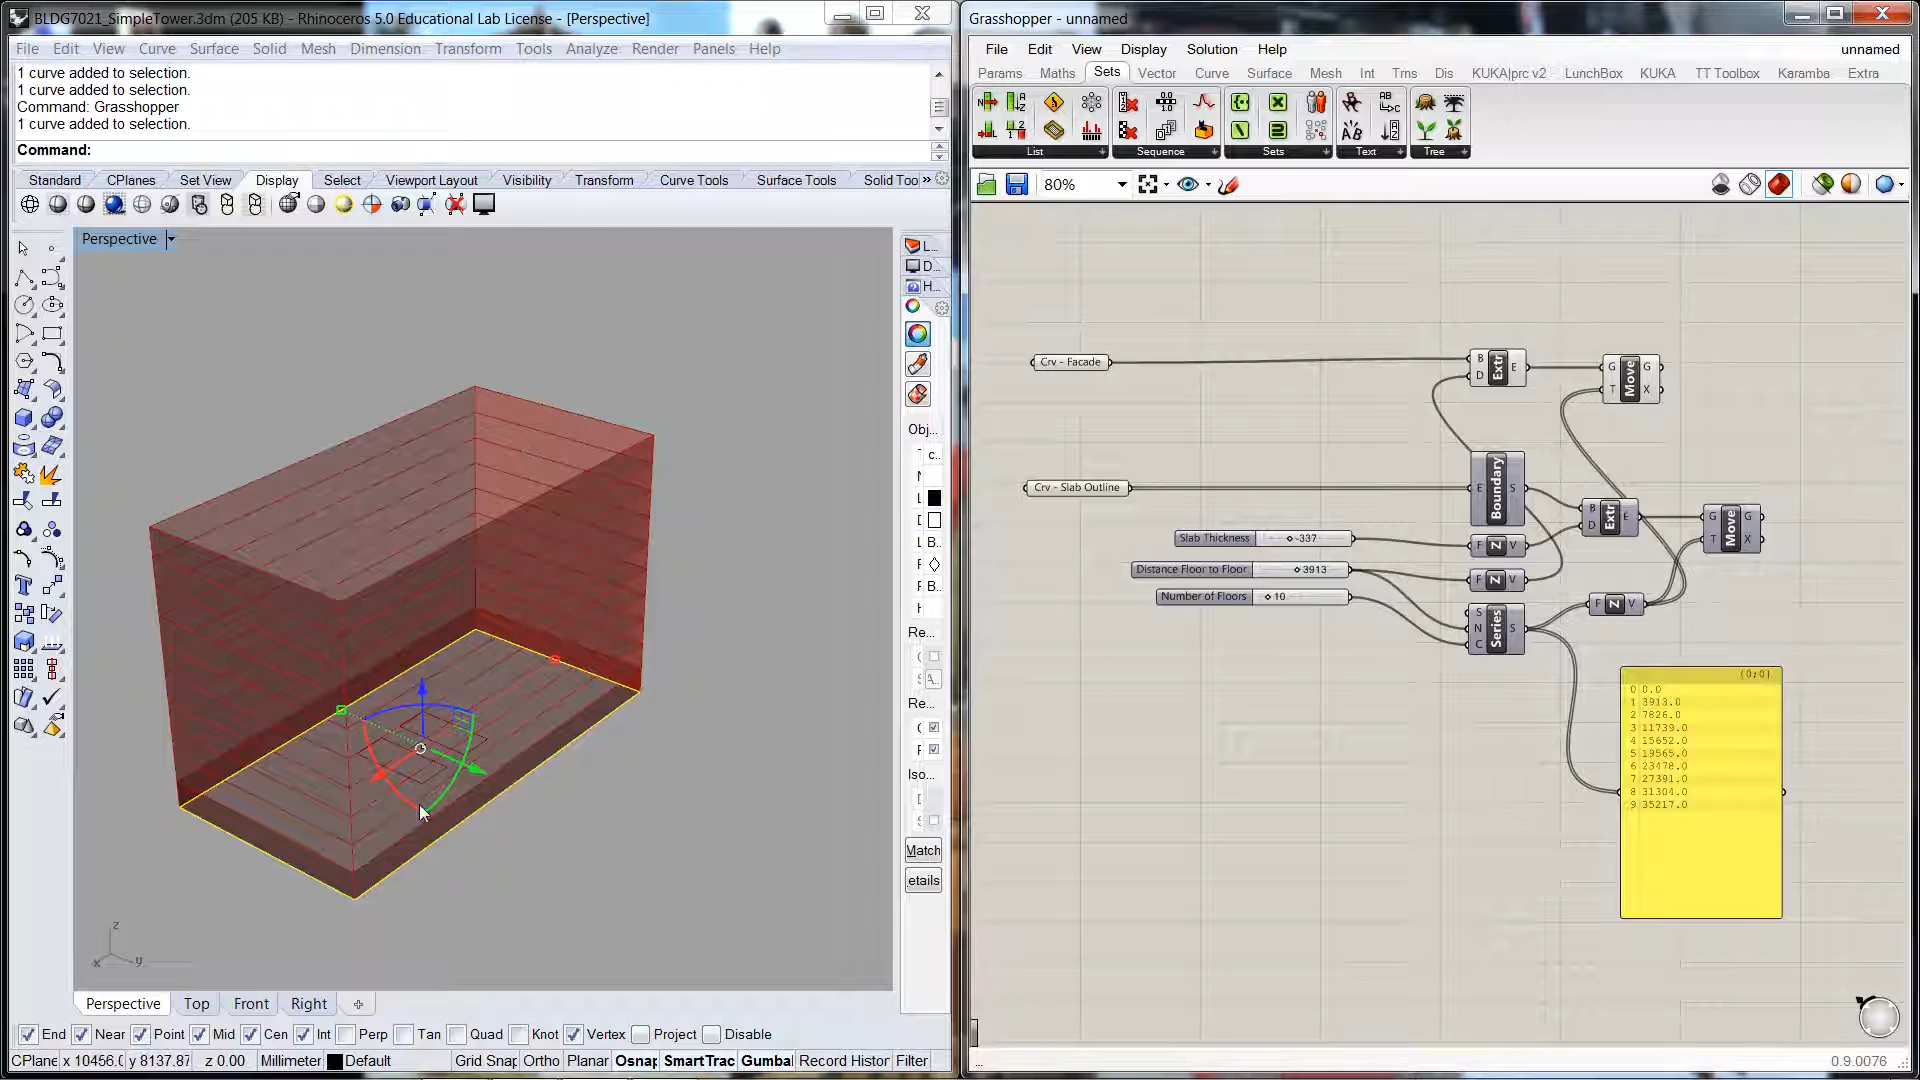 BLDG7021_SimpleTower.3dm (205 KB) - Rhinoceros 5.0 Educational Lab License - [Perspective]
File Edit View Curve Surface Solid Mesh Dimension Transform Tools Analyze Render Panels Help
1 curve added to selection.
1 curve added to selection.
Command: Grasshopper
1 curve added to selection.
Command:
Standard CPlanes Set View Display Select Viewport Layout Visibility Transform Curve Tools Surface Tools Solid Too »
Perspective
L...
D...
H...
Obj...
c...
L
B...
B...
Re...
A...
Re...
Iso...
Match
etails
z
x y
Perspective Top Front Right
End Near Point Mid Cen Int Perp Tan Quad Knot Vertex Project Disable
CPlane x 10456.0 y 8137.87 z 0.00 Millimeter Default Grid Snap Ortho Planar Osnap SmartTrac Gumbal Record Histor Filter
Grasshopper - unnamed
File Edit View Display Solution Help unnamed
Params Maths Sets Vector Curve Surface Mesh Int Trns Dis KUKA|prc v2 LunchBox KUKA TT Toolbox Karamba Extra
List Sequence Sets Text Tree
80%
Crv - Facade
B D Extr E
G T Move G X
Crv - Slab Outline
E Boundary S
B D Extr E
G T Move G X
Slab Thickness -337
F Z V
Distance Floor to Floor 3913
F Z V
Number of Floors 10
S N C Series S
F Z V
{0;0}
0 0.0
1 3913.0
2 7826.0
3 11739.0
4 15652.0
5 19565.0
6 23478.0
7 27391.0
8 31304.0
9 35217.0
...
0.9.0076